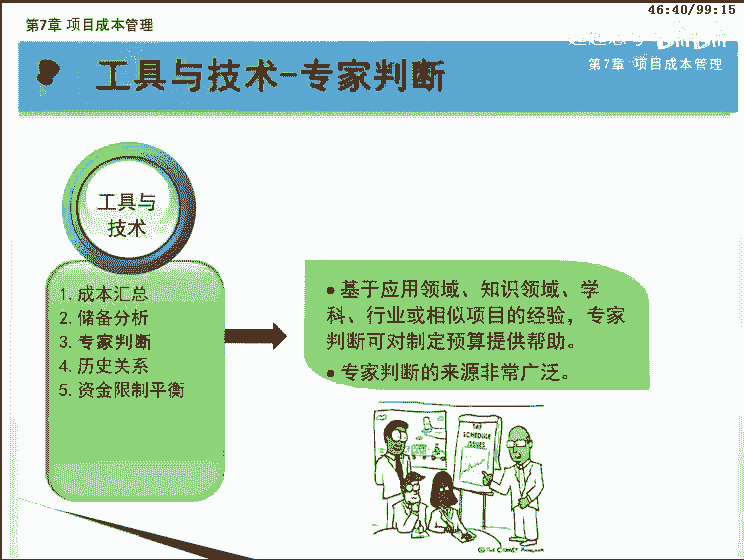 46:40/99:15
第7章 项目成本管理
第7章 项目成本管理
工具与技术-专家判断
工具与
技术
1. 成本汇总
2. 储备分析
3. 专家判断
4. 历史关系
5. 资金限制平衡
• 基于应用领域、知识领域、学
科、行业或相似项目的经验，专家
判断可对制定预算提供帮助。
• 专家判断的来源非常广泛。
THE
SCHEDULE
ISSUES